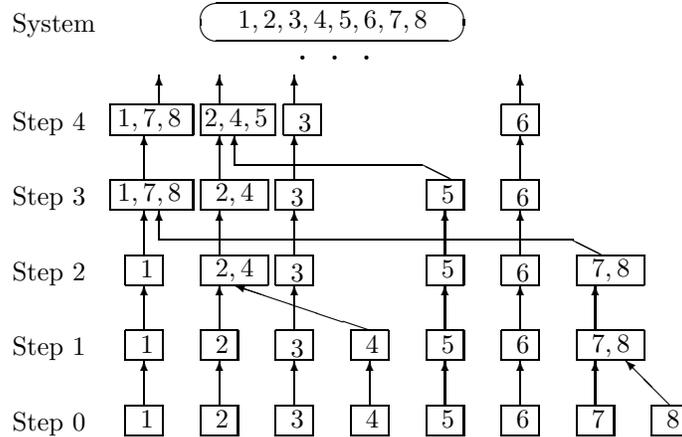 System 1, 2, 3, 4, 5, 6, 7, 8
. . .
Step 4 1, 7, 8 2, 4, 5 3 6
Step 3 1, 7, 8 2, 4 3 5 6
Step 2 1 2, 4 3 5 6 7, 8
Step 1 1 2 3 4 5 6 7, 8
Step 0 1 2 3 4 5 6 7 8